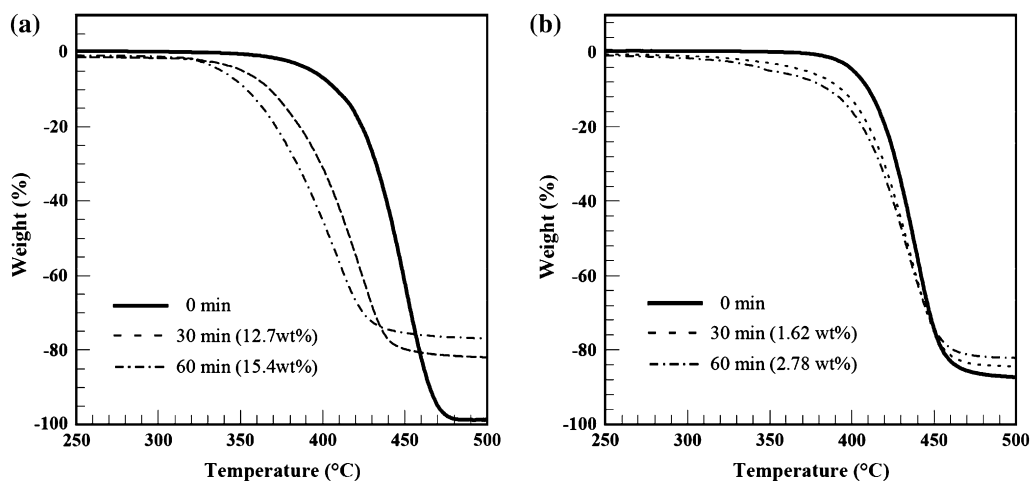 (a)
0
-20
-40
-60
-80
-100
Weight (%)
0 min
30 min (12.7wt%)
60 min (15.4wt%)
250 300 350 400 450 500
Temperature (°C)
(b)
0
-20
-40
-60
-80
-100
Weight (%)
0 min
30 min (1.62 wt%)
60 min (2.78 wt%)
250 300 350 400 450 500
Temperature (°C)